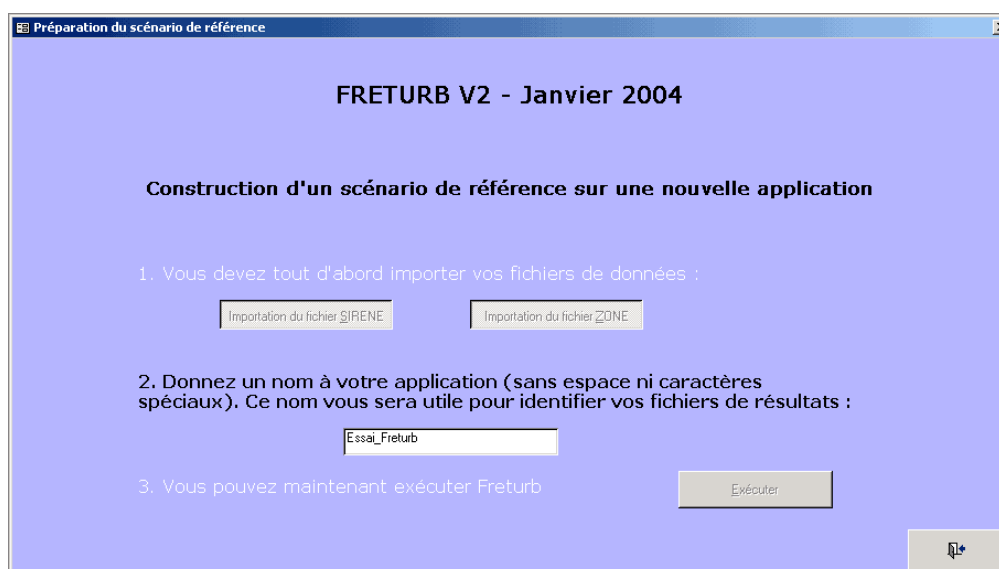 Préparation du scénario de référence
FRETURB V2 - Janvier 2004
Construction d'un scénario de référence sur une nouvelle application
1. Vous devez tout d'abord importer vos fichiers de données :
Importation du fichier SIRENE
Importation du fichier ZONE
2. Donnez un nom à votre application (sans espace ni caractères
spéciaux). Ce nom vous sera utile pour identifier vos fichiers de résultats :
Essai_Freturb
3. Vous pouvez maintenant exécuter Freturb
Exécuter